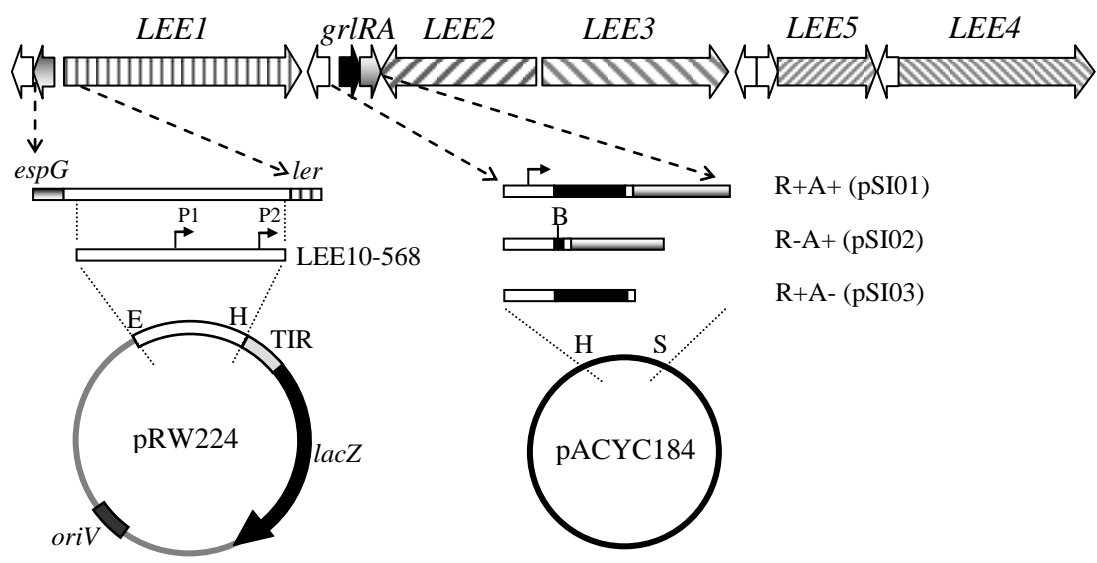 LEE1 grlRA LEE2 LEE3 LEE5 LEE4
espG ler
R+A+ (pSI01)
P1 P2 B
LEE10-568 R-A+ (pSI02)
R+A- (pSI03)
E H TIR H S
pRW224 pACYC184
lacZ
oriV